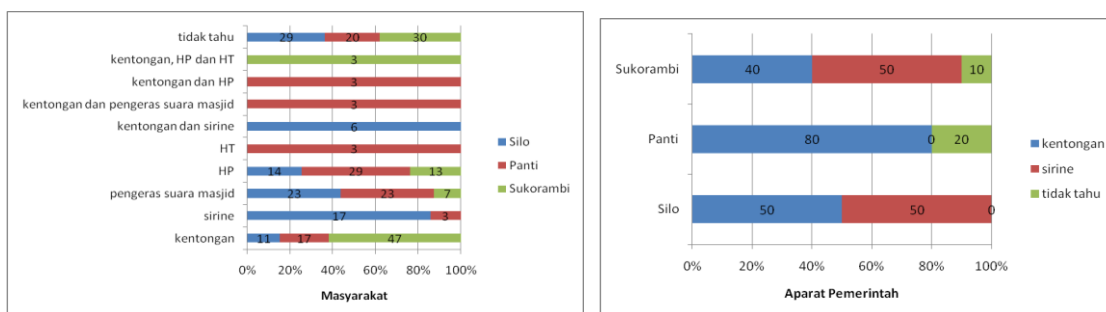 tidak tahu 29 20 30
kentongan, HP dan HT 3
kentongan dan HP 3
kentongan dan pengeras suara masjid 3
kentongan dan sirine 6
HT 3
HP 14 29 13
pengeras suara masjid 23 23 7
sirine 17 3
kentongan 11 17 47
0% 20% 40% 60% 80% 100%
Masyarakat
Silo
Panti
Sukorambi
Sukorambi 40 50 10
Panti 80 0 20
Silo 50 50 0
0% 20% 40% 60% 80% 100%
Aparat Pemerintah
kentongan
sirine
tidak tahu